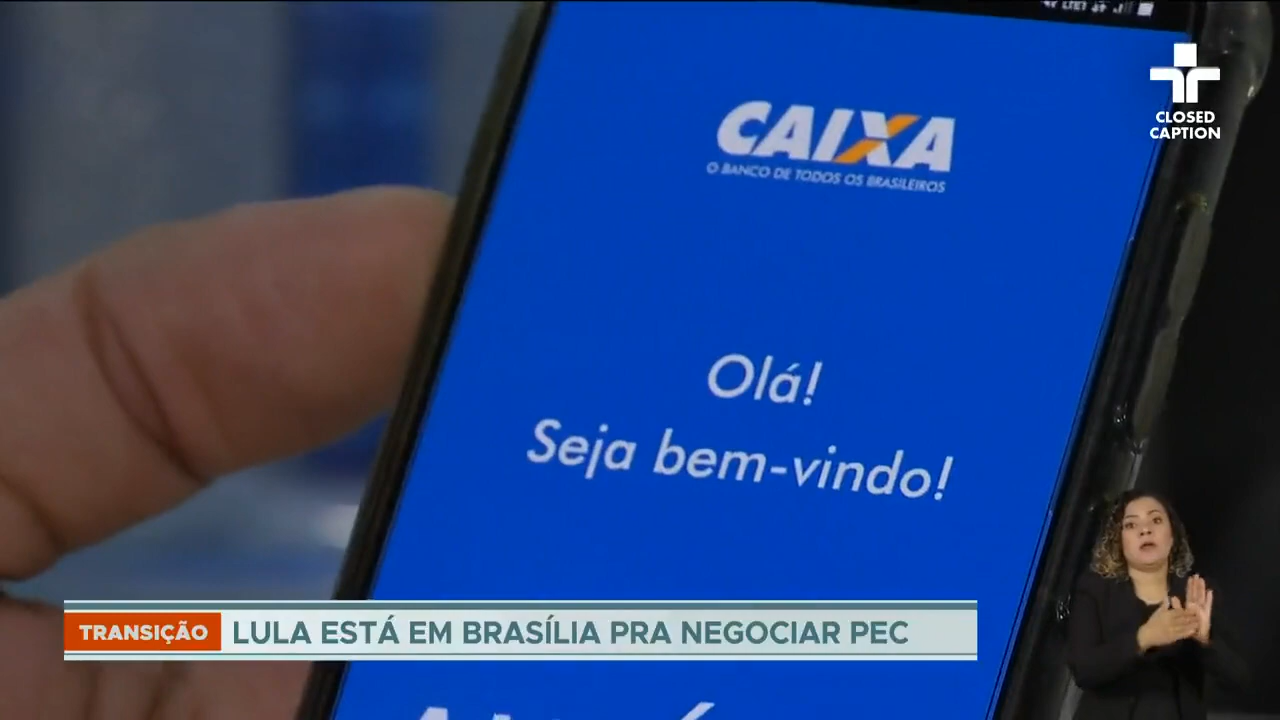 CLOSED
CAPTION
CAIXA
O BANCO DE TODOS OS BRASILEIROS
Olá!
Seja bem-vindo!
TRANSIÇÃO
LULA ESTÁ EM BRASÍLIA PRA NEGOCIAR PEC